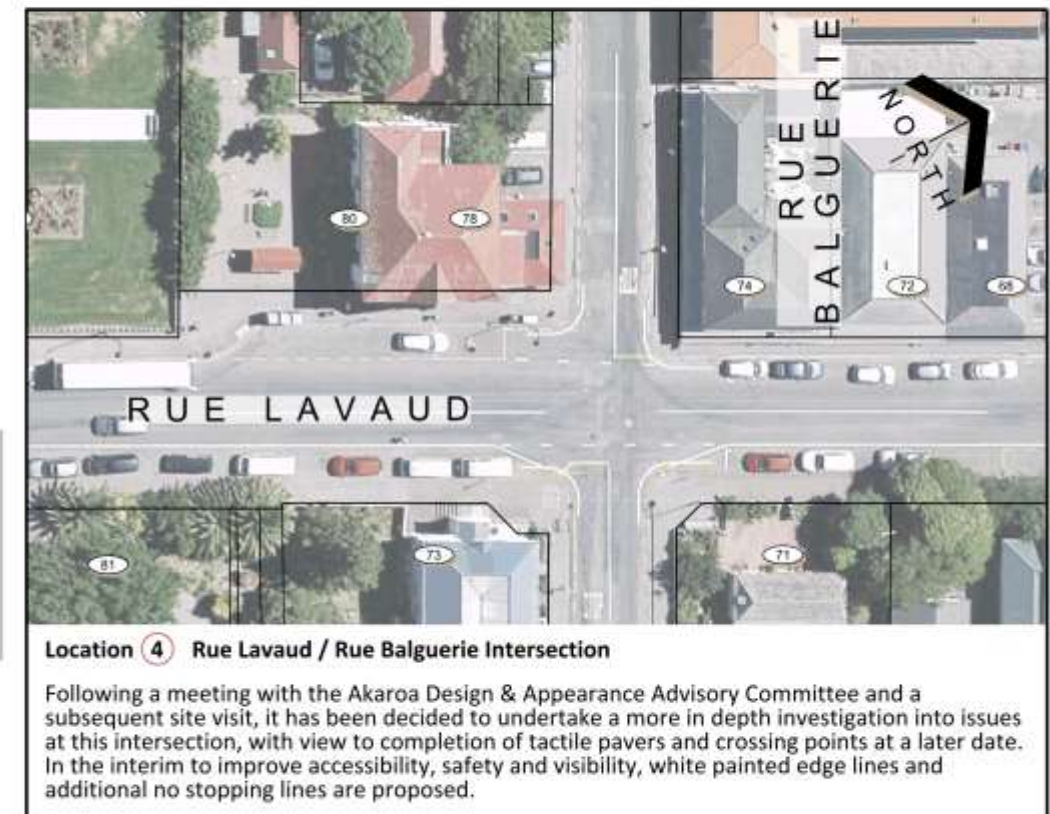 RUE
BALGUERIE
NORTH
80
78
74
72
68
RUE LAVAUD
81
73
71
Location 4 Rue Lavaud / Rue Balguerie Intersection
Following a meeting with the Akaroa Design & Appearance Advisory Committee and a
subsequent site visit, it has been decided to undertake a more in depth investigation into issues
at this intersection, with view to completion of tactile pavers and crossing points at a later date.
In the interim to improve accessibility, safety and visibility, white painted edge lines and
additional no stopping lines are proposed.